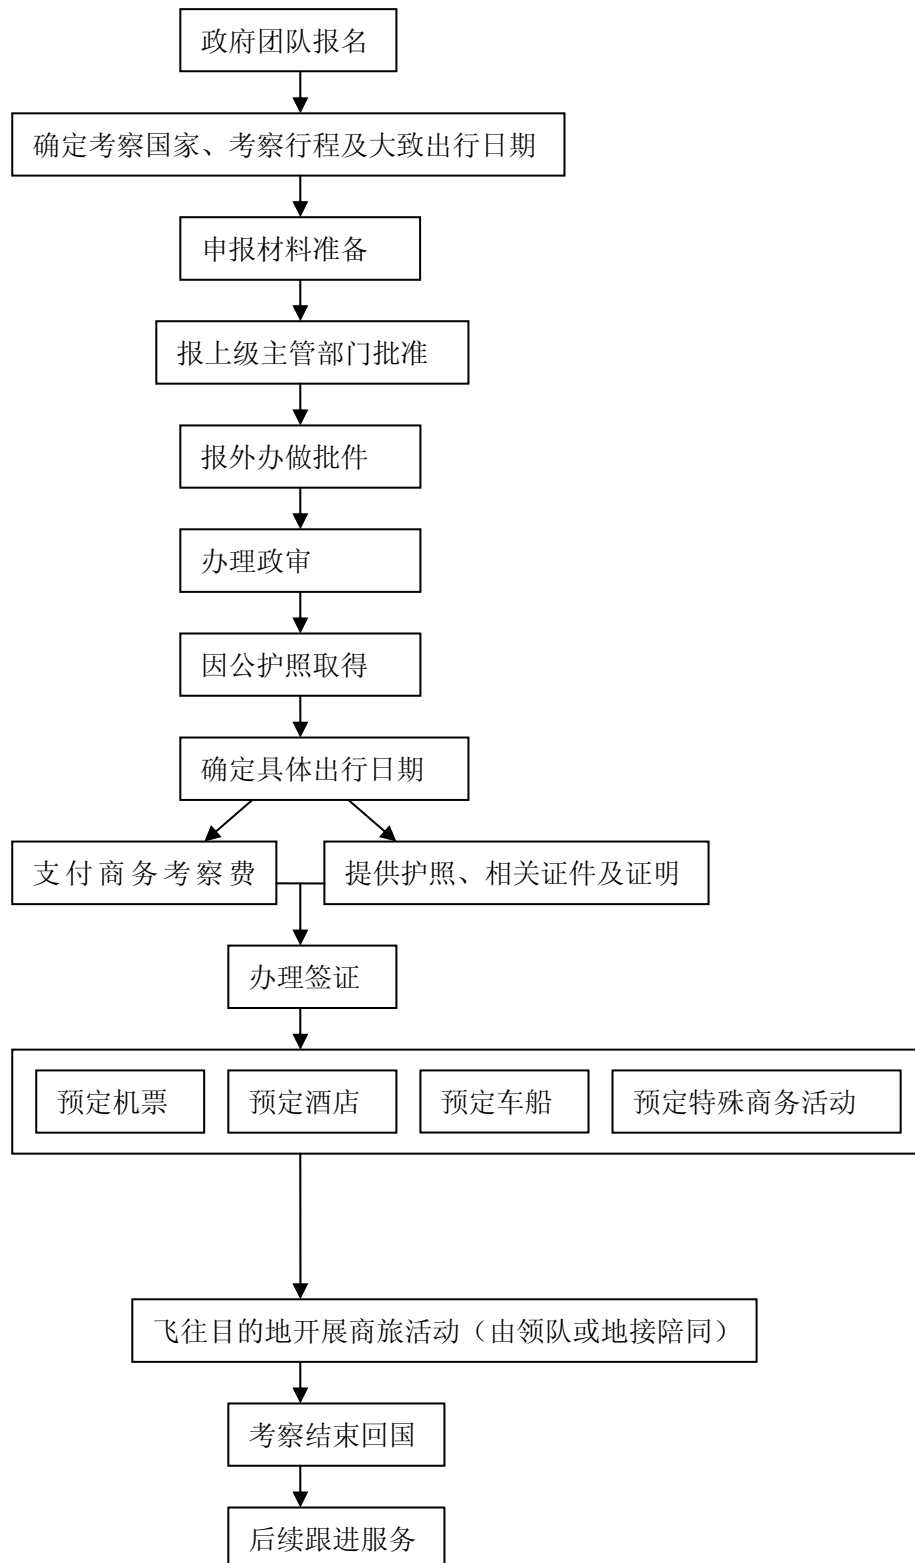 政府团队报名
确定考察国家、考察行程及大致出行日期
申报材料准备
报上级主管部门批准
报外办做批件
办理政审
因公护照取得
确定具体出行日期
支付商务考察费
提供护照、相关证件及证明
办理签证
预定机票
预定酒店
预定车船
预定特殊商务活动
飞往目的地开展商旅活动（由领队或地接陪同）
考察结束回国
后续跟进服务